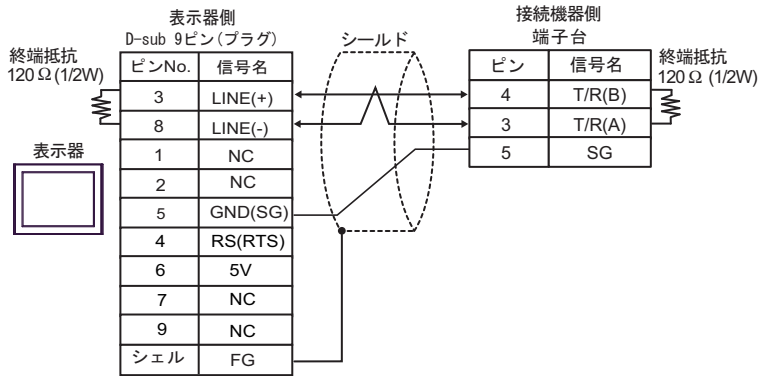 表示器側
D-sub 9ピン(プラグ)
シールド
接続機器側
端子台
終端抵抗
120 Ω (1/2W)
ピンNo. 信号名
3 LINE(+)
8 LINE(-)
1 NC
2 NC
5 GND(SG)
4 RS(RTS)
6 5V
7 NC
9 NC
シェル FG
表示器
ピン 信号名
4 T/R(B)
3 T/R(A)
5 SG
終端抵抗
120 Ω (1/2W)